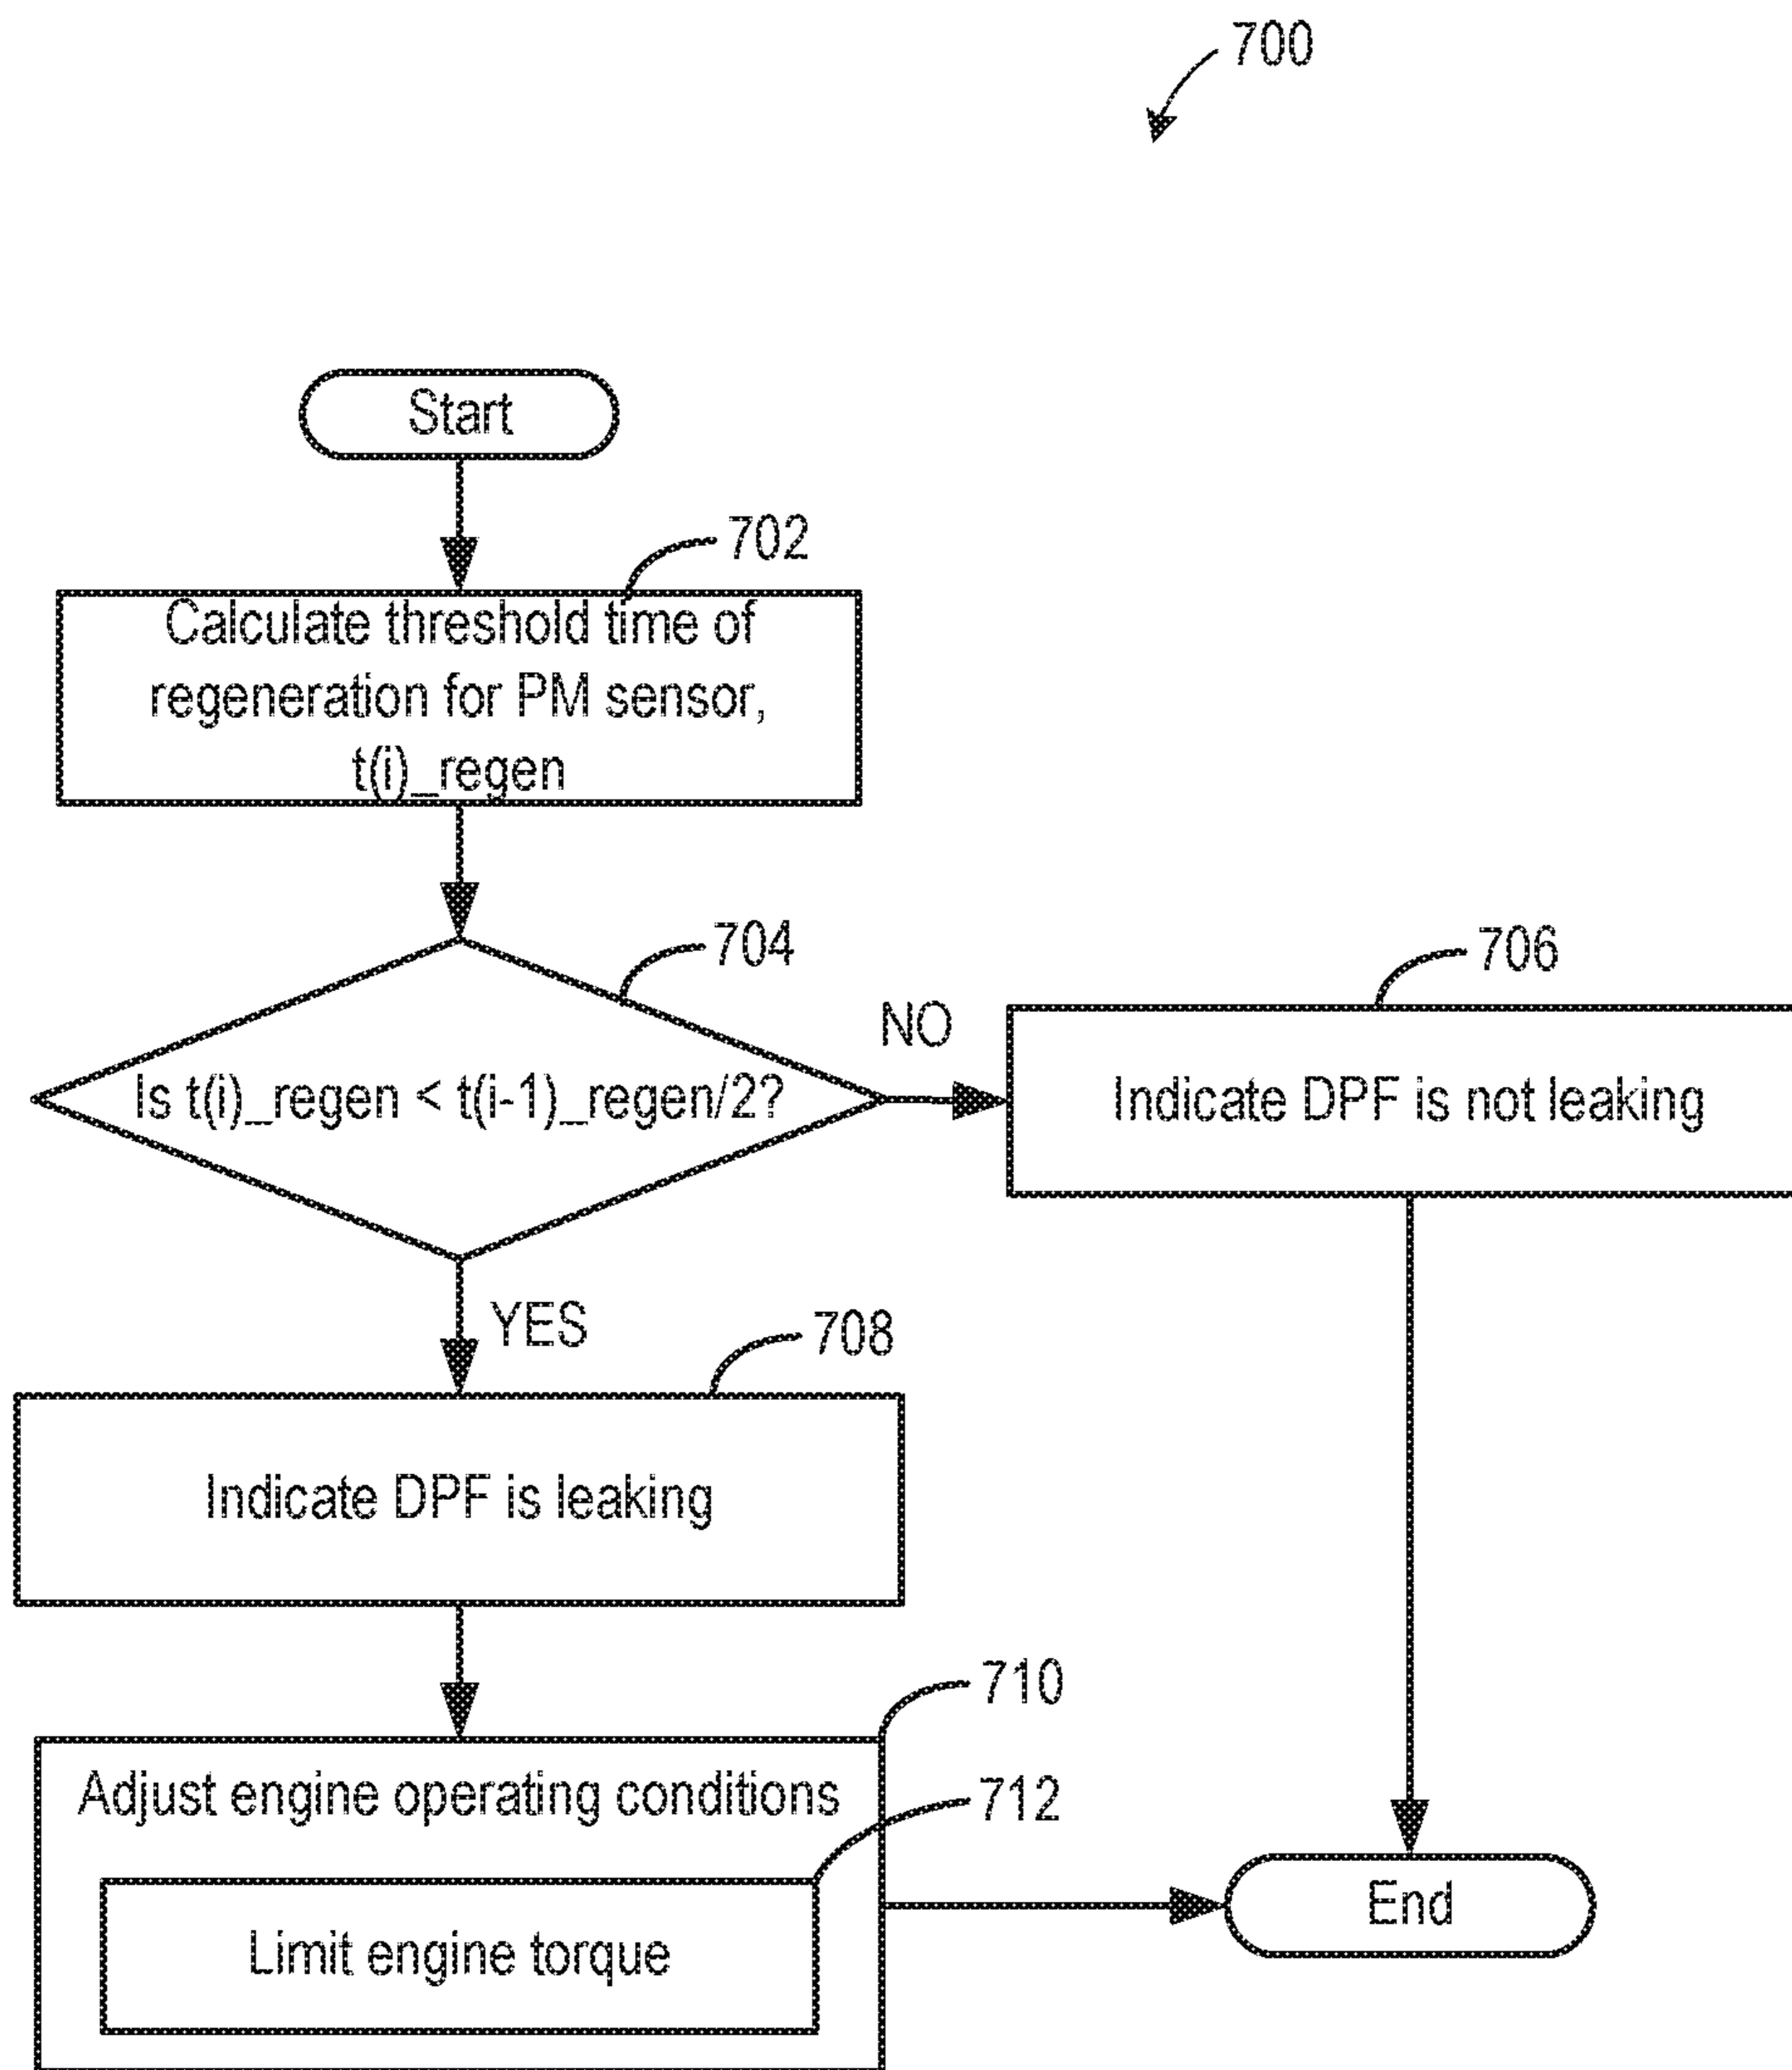 700
Start
702
Calculate threshold time of
regeneration for PM sensor,
t(i)_regen
704
Is t(i)_regen < t(i-1)_regen/2?
NO
706
Indicate DPF is not leaking
YES
708
Indicate DPF is leaking
710
Adjust engine operating conditions
712
Limit engine torque
End